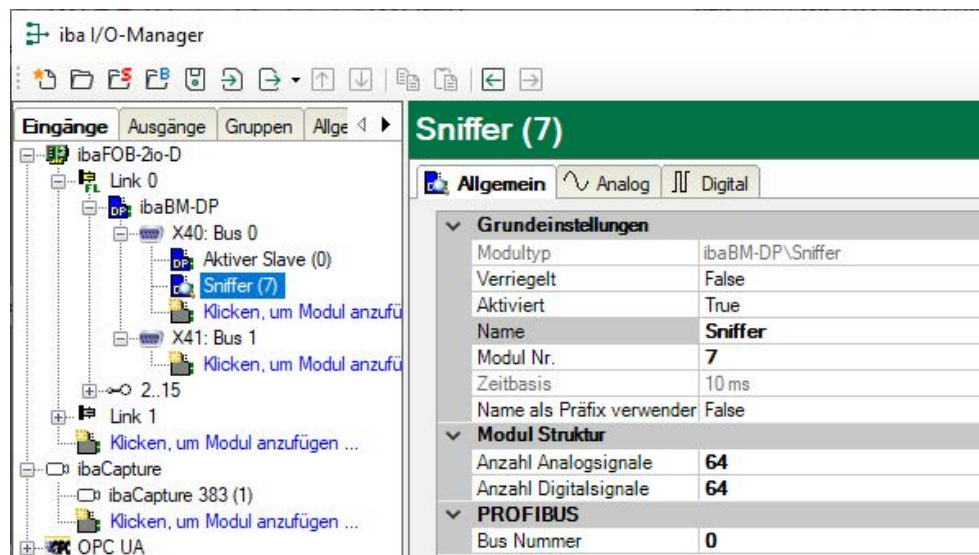 iba I/O-Manager
Eingänge Ausgänge Gruppen Allge
ibaFOB-2io-D
Link 0
ibaBM-DP
X40: Bus 0
Aktiver Slave (0)
Sniffer (7)
Klicken, um Modul anzufü
X41: Bus 1
Klicken, um Modul anzufü
2..15
Link 1
Klicken, um Modul anzufügen ...
ibaCapture
ibaCapture 383 (1)
Klicken, um Modul anzufügen ...
OPC UA
Sniffer (7)
Allgemein Analog Digital
Grundeinstellungen
Modultyp ibaBM-DP\Sniffer
Verriegelt False
Aktiviert True
Name Sniffer
Modul Nr. 7
Zeitbasis 10 ms
Name als Präfix verwender False
Modul Struktur
Anzahl Analogsignale 64
Anzahl Digitalsignale 64
PROFIBUS
Bus Nummer 0